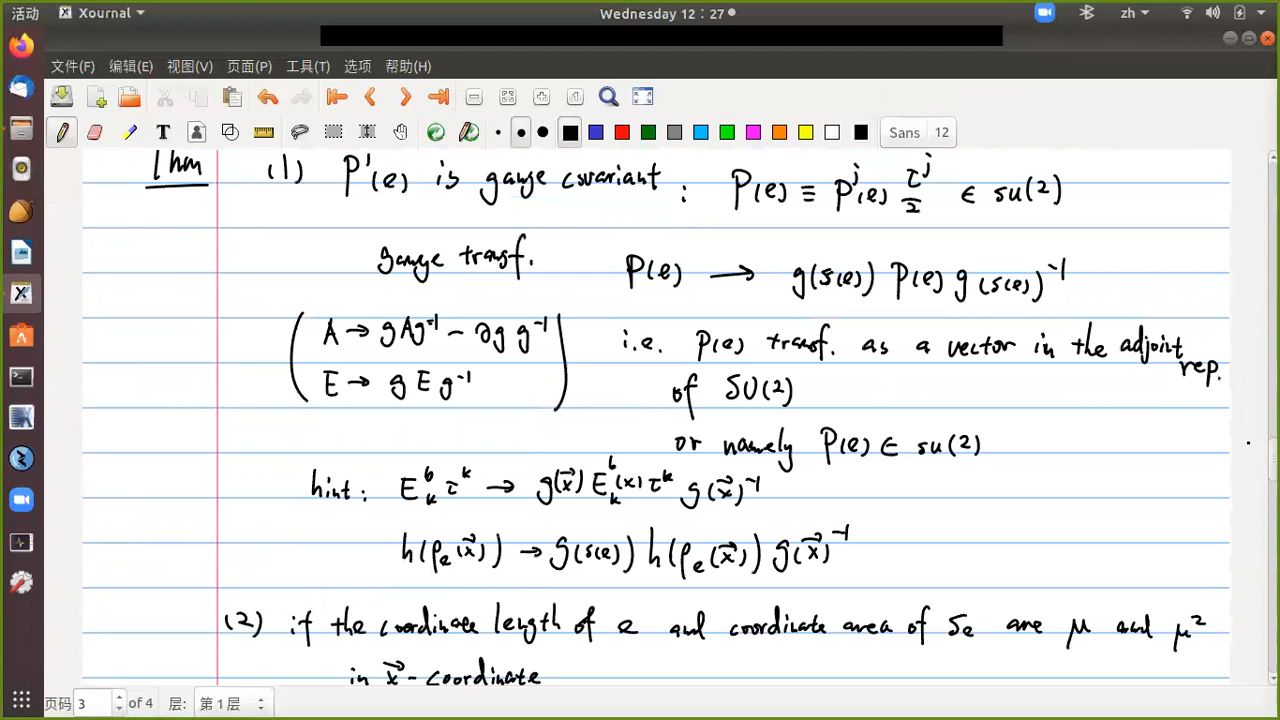 活动 Xournal Wednesday 12：27 zh
文件(F) 编辑(E) 视图(V) 页面(P) 工具(T) 选项 帮助(H)
Sans 12
Thm (1) P^j(e) is gauge covariant : P(e) ≡ P^j(e) τ^j/2 ∈ su(2)
gauge transf. P(e) → g(s(e)) P(e) g(s(e))^-1
A → gAg^-1 − ∂g g^-1 i.e. P(e) transf. as a vector in the adjoint rep.
E → g E g^-1 of SU(2)
or namely P(e) ∈ su(2)
hint : E^b_k τ^k → g(x⃗) E^b_k(x) τ^k g(x⃗)^-1
h(ρ_e(x⃗)) → g(s(e)) h(ρ_e(x⃗)) g(x⃗)^-1
(2) if the coordinate length of e and coordinate area of S_e are μ and μ²
in x⃗-coordinate
页码 3 of 4 层: 第 1 层